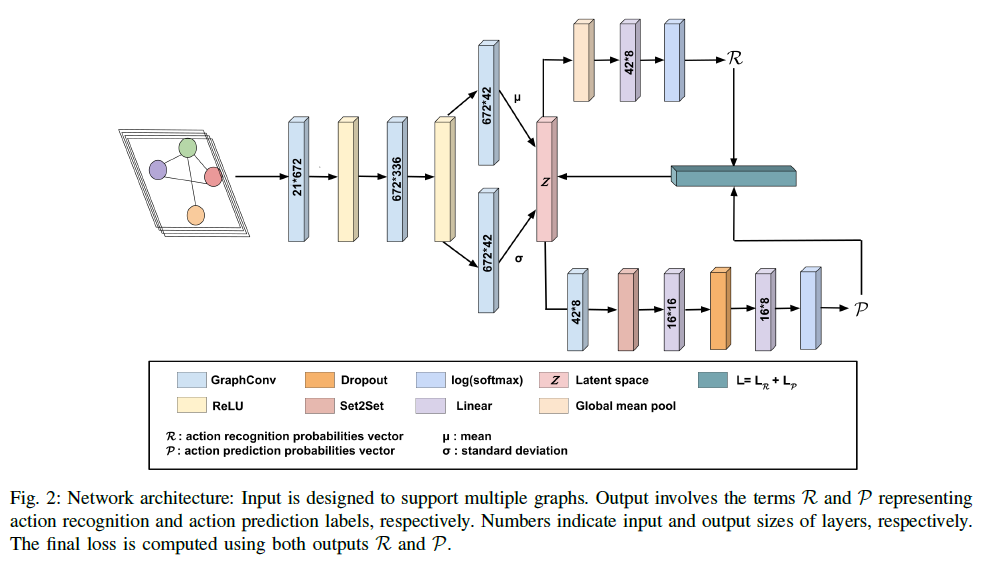 21*672
672*336
672*42
μ
672*42
σ
Z
42*8
ℛ
42*8
16*16
16*8
𝒫
GraphConv
Dropout
log(softmax)
Z Latent space
L= Lℛ + L𝒫
ReLU
Set2Set
Linear
Global mean pool
ℛ : action recognition probabilities vector
μ : mean
𝒫 : action prediction probabilities vector
σ : standard deviation
Fig. 2: Network architecture: Input is designed to support multiple graphs. Output involves the terms ℛ and 𝒫 representing
action recognition and action prediction labels, respectively. Numbers indicate input and output sizes of layers, respectively.
The final loss is computed using both outputs ℛ and 𝒫.